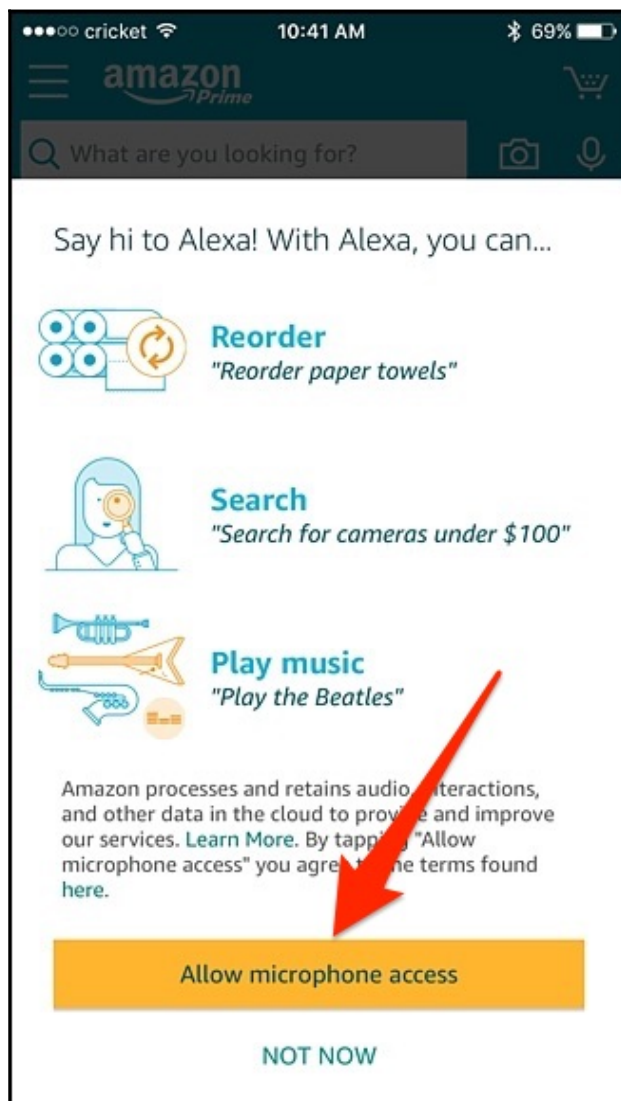 cricket 10:41 AM 69%
amazon
Prime
What are you looking for?
Say hi to Alexa! With Alexa, you can...
Reorder
"Reorder paper towels"
Search
"Search for cameras under $100"
Play music
"Play the Beatles"
Amazon processes and retains audio, interactions,
and other data in the cloud to provide and improve
our services. Learn More. By tapping "Allow
microphone access" you agree to the terms found
here.
Allow microphone access
NOT NOW